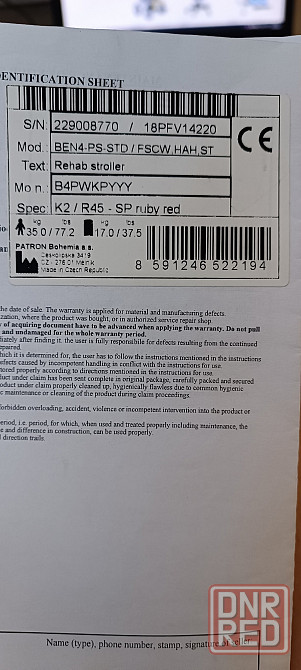 DENTIFICATION SHEET
S/N: 229008770 / 18PFV14220
Mod.: BEN4-PS-STD / FSCW,HAH,ST
Text: Rehab stroller
Mo n.: B4PWKPYYY
Spec: K2 / R45 - SP ruby red
kg lbs kg lbs
35.0 / 77.2 17.0 / 37.5
PATRON Bohemia a.s.
Českolipská 3419
CZ - 276 01 Mělník
Made in Czech Republic
8 591246 522194
CE
he date of sale. The warranty is applied for material and manufacturing defects.
ization, where the product was bought, or in authorized service repair shop.
y of acquiring document have to be advanced when applying the warranty. Do not pull
and undamaged for the whole warranty period.
diately after finding it. the user is fully responsible for defects resulting from the continued
epaired.
hich it is determined for, the user has to follow the instructions mentioned in the instructions
efects caused by incompetent handling in conflict with the instructions for use.
tored properly according to directions mentioned in the instructions for use.
duct under claim has been sent complete in original package, carefully packed and secured
oduct under claim properly cleaned up, hygienically flawless due to common hygienic
c maintenance or cleaning of the product during claim proceedings.
forbidden overloading, accident, violence or incompetent intervention into the product or
eriod, i.e. period, for which, when used and treated properly including maintenance, the
e and difference in construction, can be used properly.
l direction trails.
Name (type), phone number, stamp, signature of seller
DNR
RED